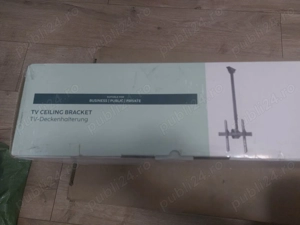 BUSINESS | PUBLIC | PRIVATE
TV CEILING BRACKET
TV-Deckenhalterung